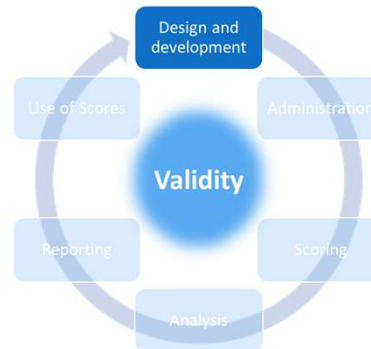 Design and
development
Use of Scores
Administration
Validity
Reporting
Scoring
Analysis